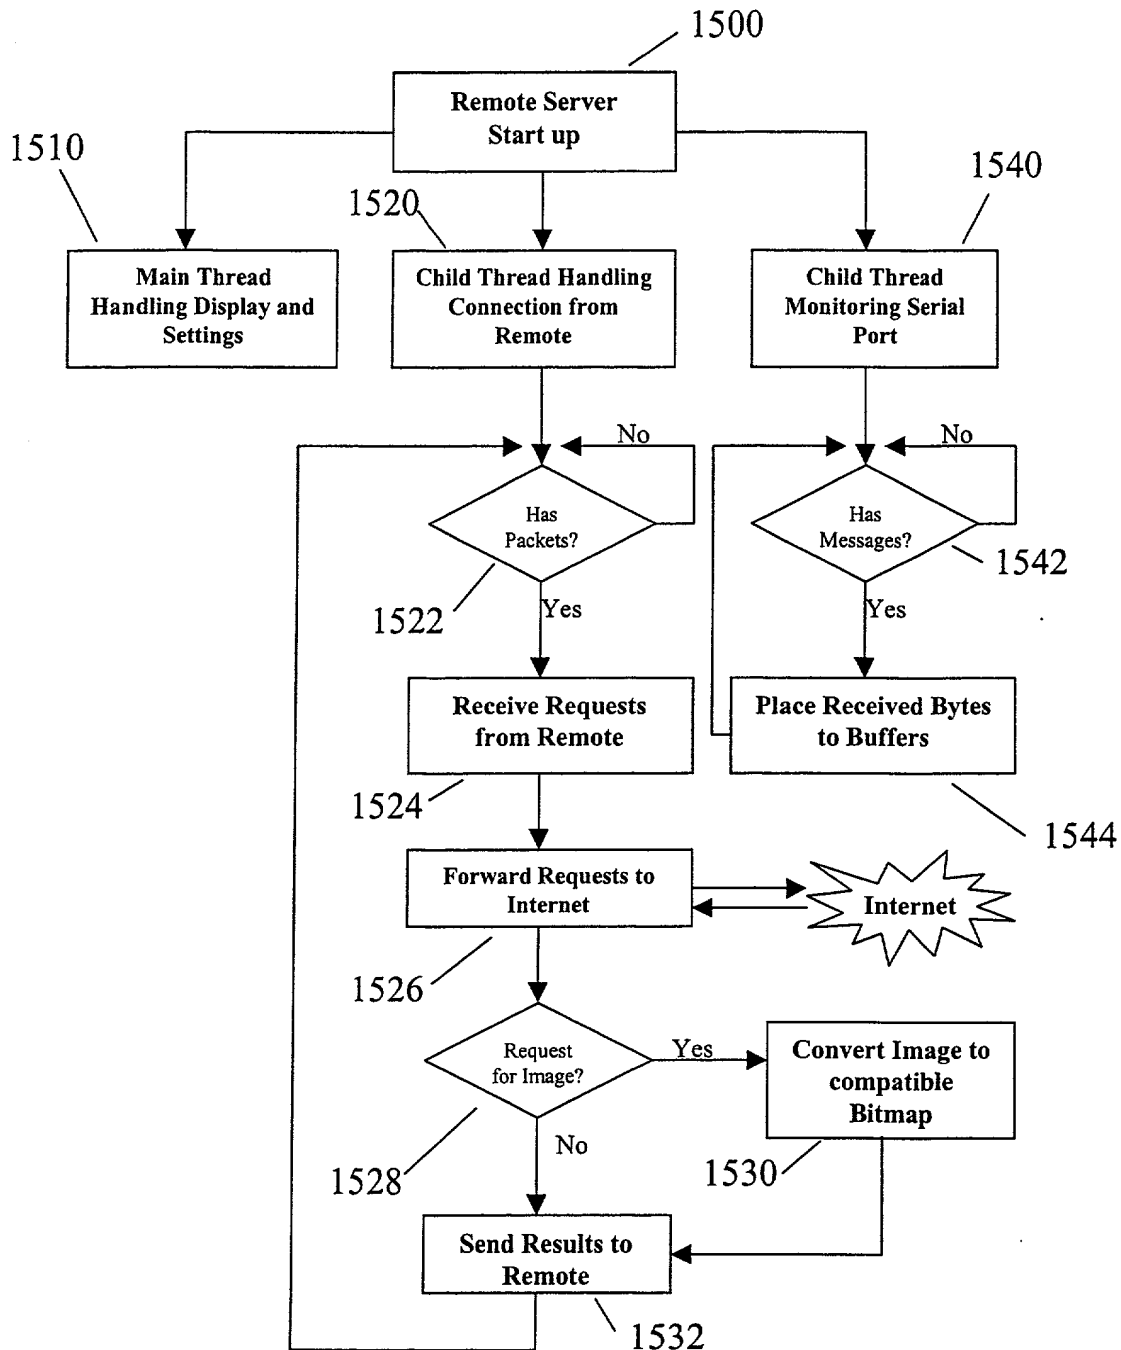 1500
Remote Server
Start up
1510
1520
1540
Main Thread
Handling Display and
Settings
Child Thread Handling
Connection from
Remote
Child Thread
Monitoring Serial
Port
No
No
Has
Packets?
Has
Messages?
1522
1542
Yes
Yes
Receive Requests
from Remote
Place Received Bytes
to Buffers
1524
1544
Forward Requests to
Internet
Internet
1526
Request
for Image?
Yes
Convert Image to
compatible
Bitmap
No
1528
1530
Send Results to
Remote
1532